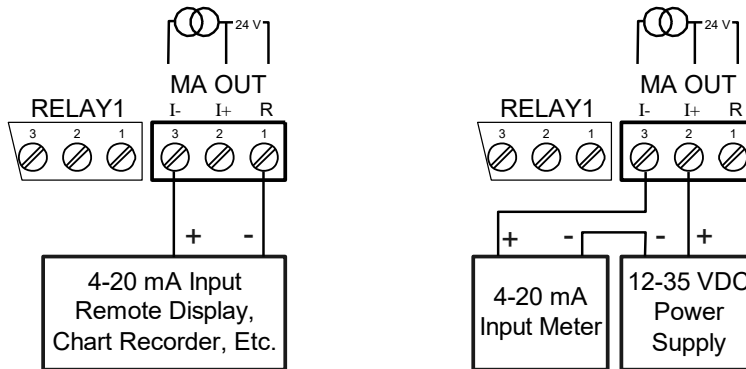 24 V
MA OUT
RELAY1
I- I+ R
3 2 1
3 2 1
+ -
4-20 mA Input
Remote Display,
Chart Recorder, Etc.
24 V
MA OUT
RELAY1
I- I+ R
3 2 1
3 2 1
+ - - +
4-20 mA
Input Meter
12-35 VDC
Power
Supply